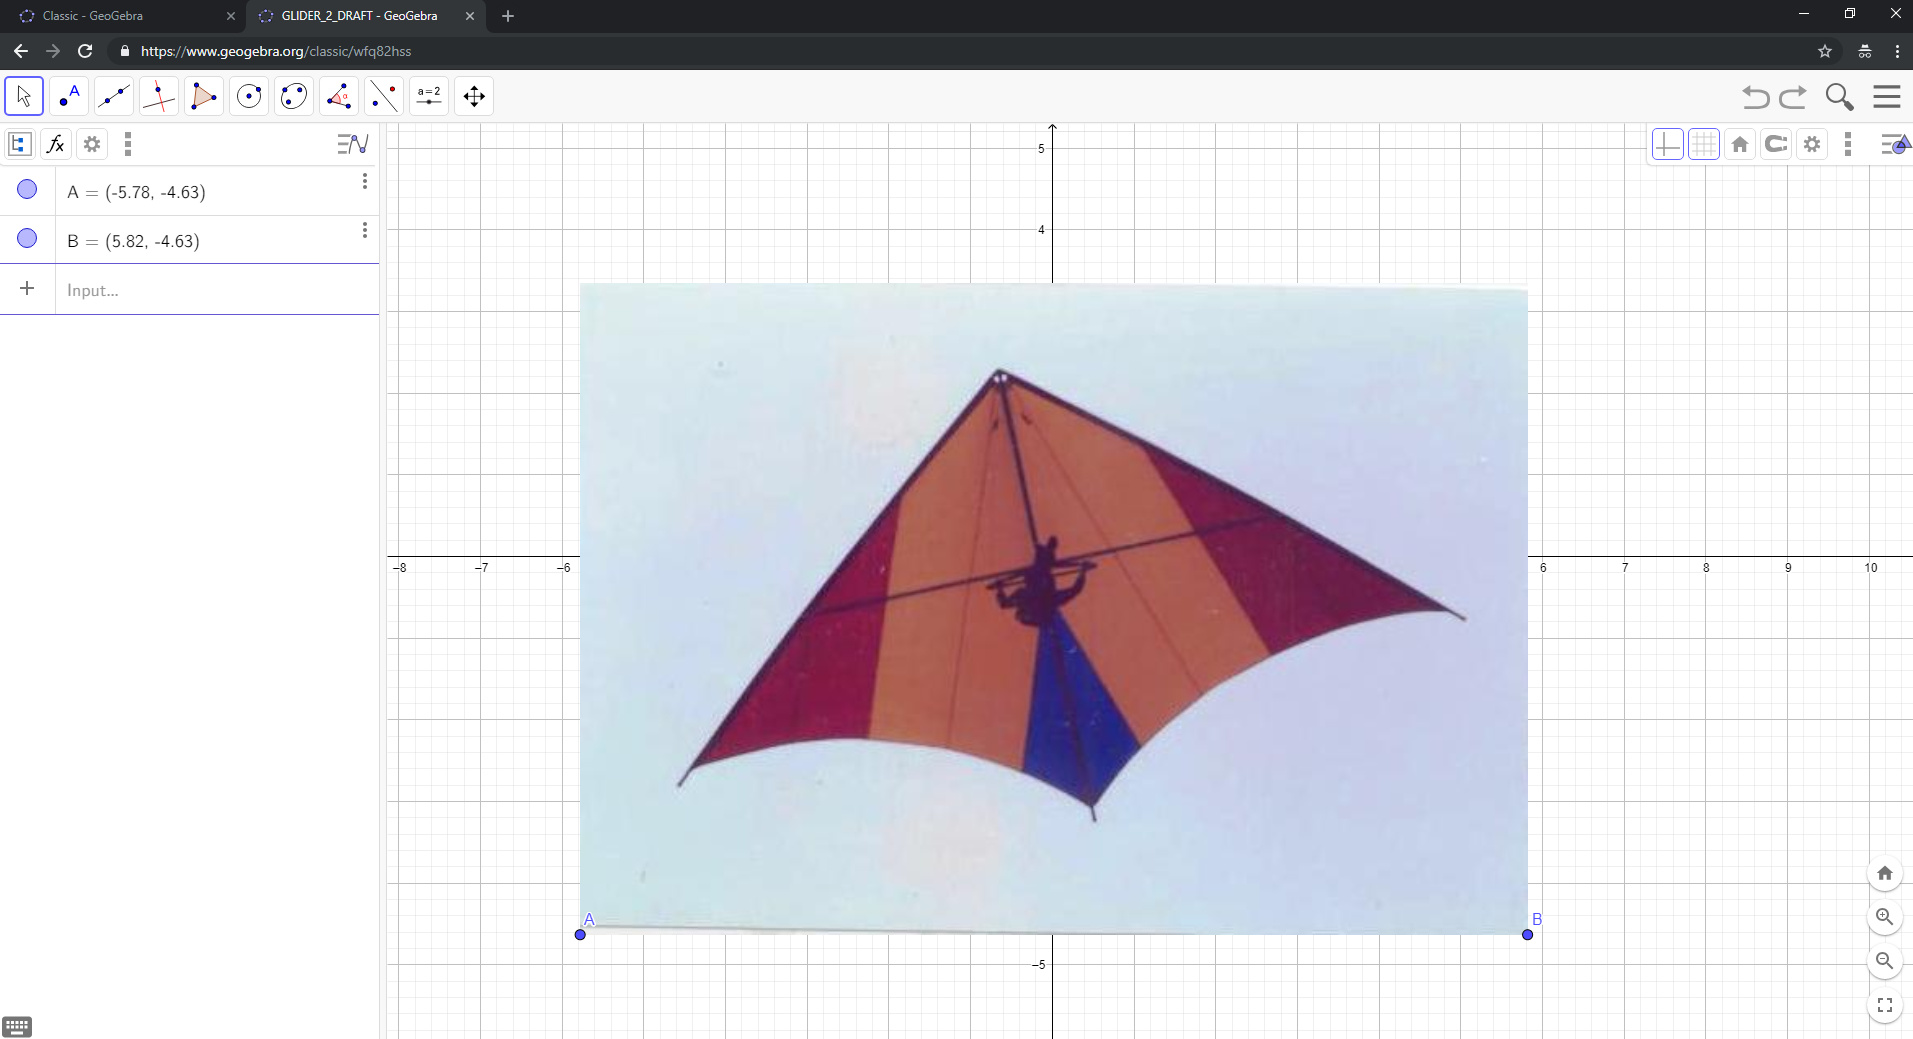 Classic - GeoGebra
GLIDER_2_DRAFT - GeoGebra
https://www.geogebra.org/classic/wfq82hss
A
α
a=2
fx
A = (-5.78, -4.63)
B = (5.82, -4.63)
Input...
5
4
–8 –7 –6 6 7 8 9 10
A B
–5